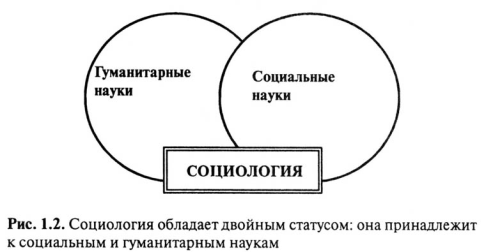 Гуманитарные
науки
Социальные
науки
СОЦИОЛОГИЯ
Рис. 1.2. Социология обладает двойным статусом: она принадлежит
к социальным и гуманитарным наукам